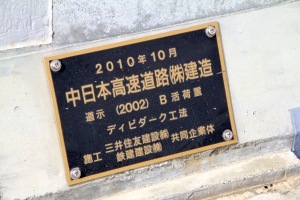 2010年10月
中日本高速道路㈱建造
道示 (2002) B活荷重
ディビダーク工法
施工 三井住友建設㈱ 鉄建建設㈱ 共同企業体